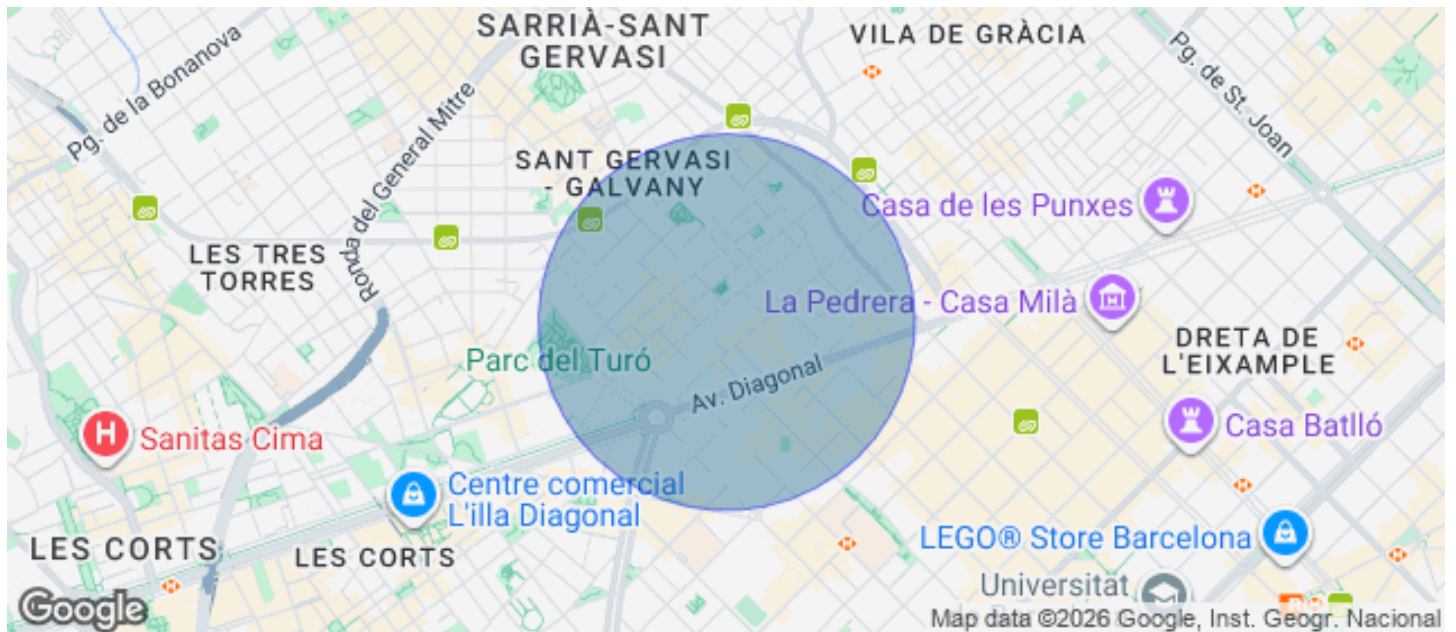 SARRIÀ-SANT
GERVASI
VILA DE GRÀCIA
Pg. de la Bonanova
Ronda del General Mitre
Pg. de St. Joan
SANT GERVASI
- GALVANY
Casa de les Punxes
LES TRES
TORRES
La Pedrera - Casa Milà
DRETA DE
L'EIXAMPLE
Parc del Turó
Av. Diagonal
H
Sanitas Cima
Casa Batlló
Centre comercial
L'illa Diagonal
LES CORTS
LES CORTS
LEGO® Store Barcelona
Universitat
Google
Map data ©2026 Google, Inst. Geogr. Nacional